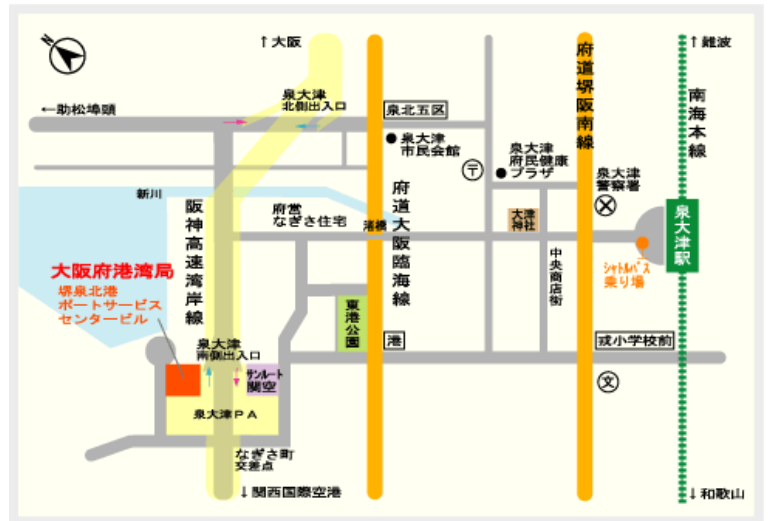 N
↑大阪
↑難波
泉大津
北側出入口
←助松埠頭
泉北五区
府道堺阪南線
南海本線
泉大津
市民会館
〒
泉大津
府民健康
プラザ
泉大津
警察署
新川
阪神高速湾岸線
府営
なぎさ住宅
渚橋
府道大阪臨海線
大津
神社
中央商店街
泉大津駅
シャトルバス
乗り場
大阪府港湾局
堺泉北港
ポートサービス
センタービル
東港公園
泉大津
南側出入口
港
戎小学校前
サンルート
関空
文
泉大津PA
なぎさ町
交差点
↓関西国際空港
↓和歌山